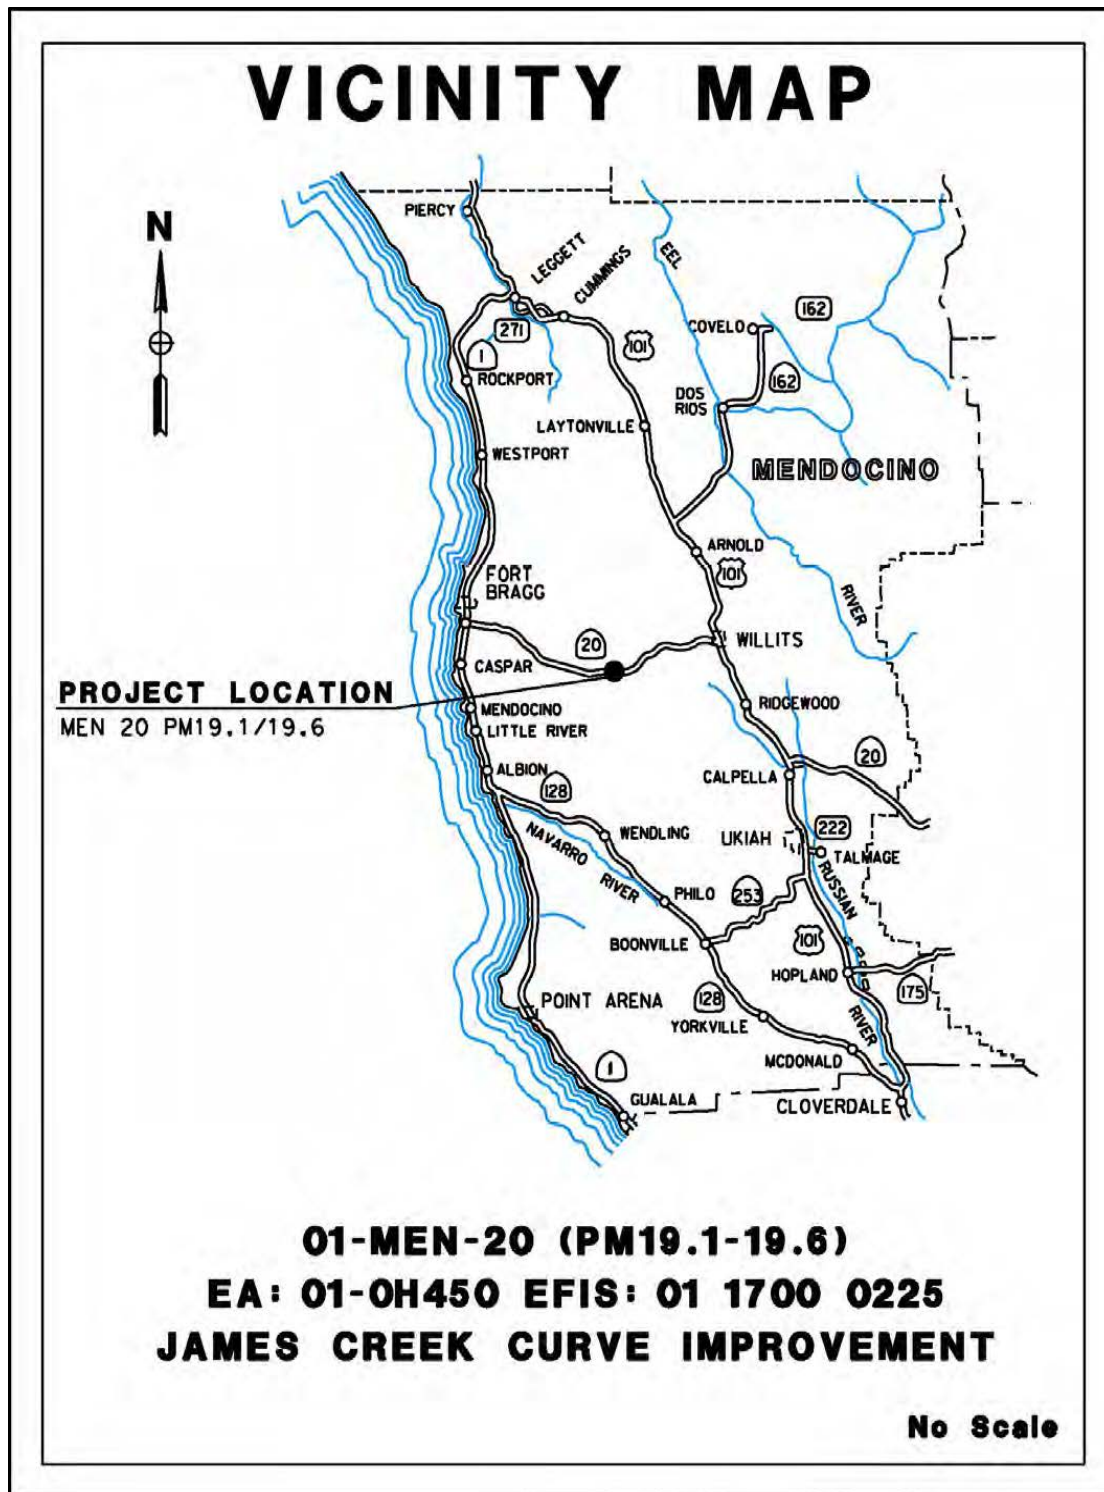 VICINITY MAP
N
PIERCY
LEGGETT
CUMMINGS
EEL
162
COVELO
271
1
101
162
ROCKPORT
DOS
RIOS
LAYTONVILLE
WESTPORT
MENDOCINO
ARNOLD
101
FORT
BRAGG
RIVER
20
WILLITS
CASPAR
PROJECT LOCATION
MEN 20 PM19.1/19.6
MENDOCINO
RIDGEWOOD
LITTLE RIVER
20
ALBION
CALPELLA
128
NAVARRO
RIVER
WENDLING
UKIAH
222
TALMAGE
RUSSIAN
RIVER
PHILO
253
BOONVILLE
101
HOPLAND
175
POINT ARENA
128
YORKVILLE
MCDONALD
1
GUALALA
CLOVERDALE
01-MEN-20 (PM19.1-19.6)
EA: 01-0H450 EFIS: 01 1700 0225
JAMES CREEK CURVE IMPROVEMENT
No Scale